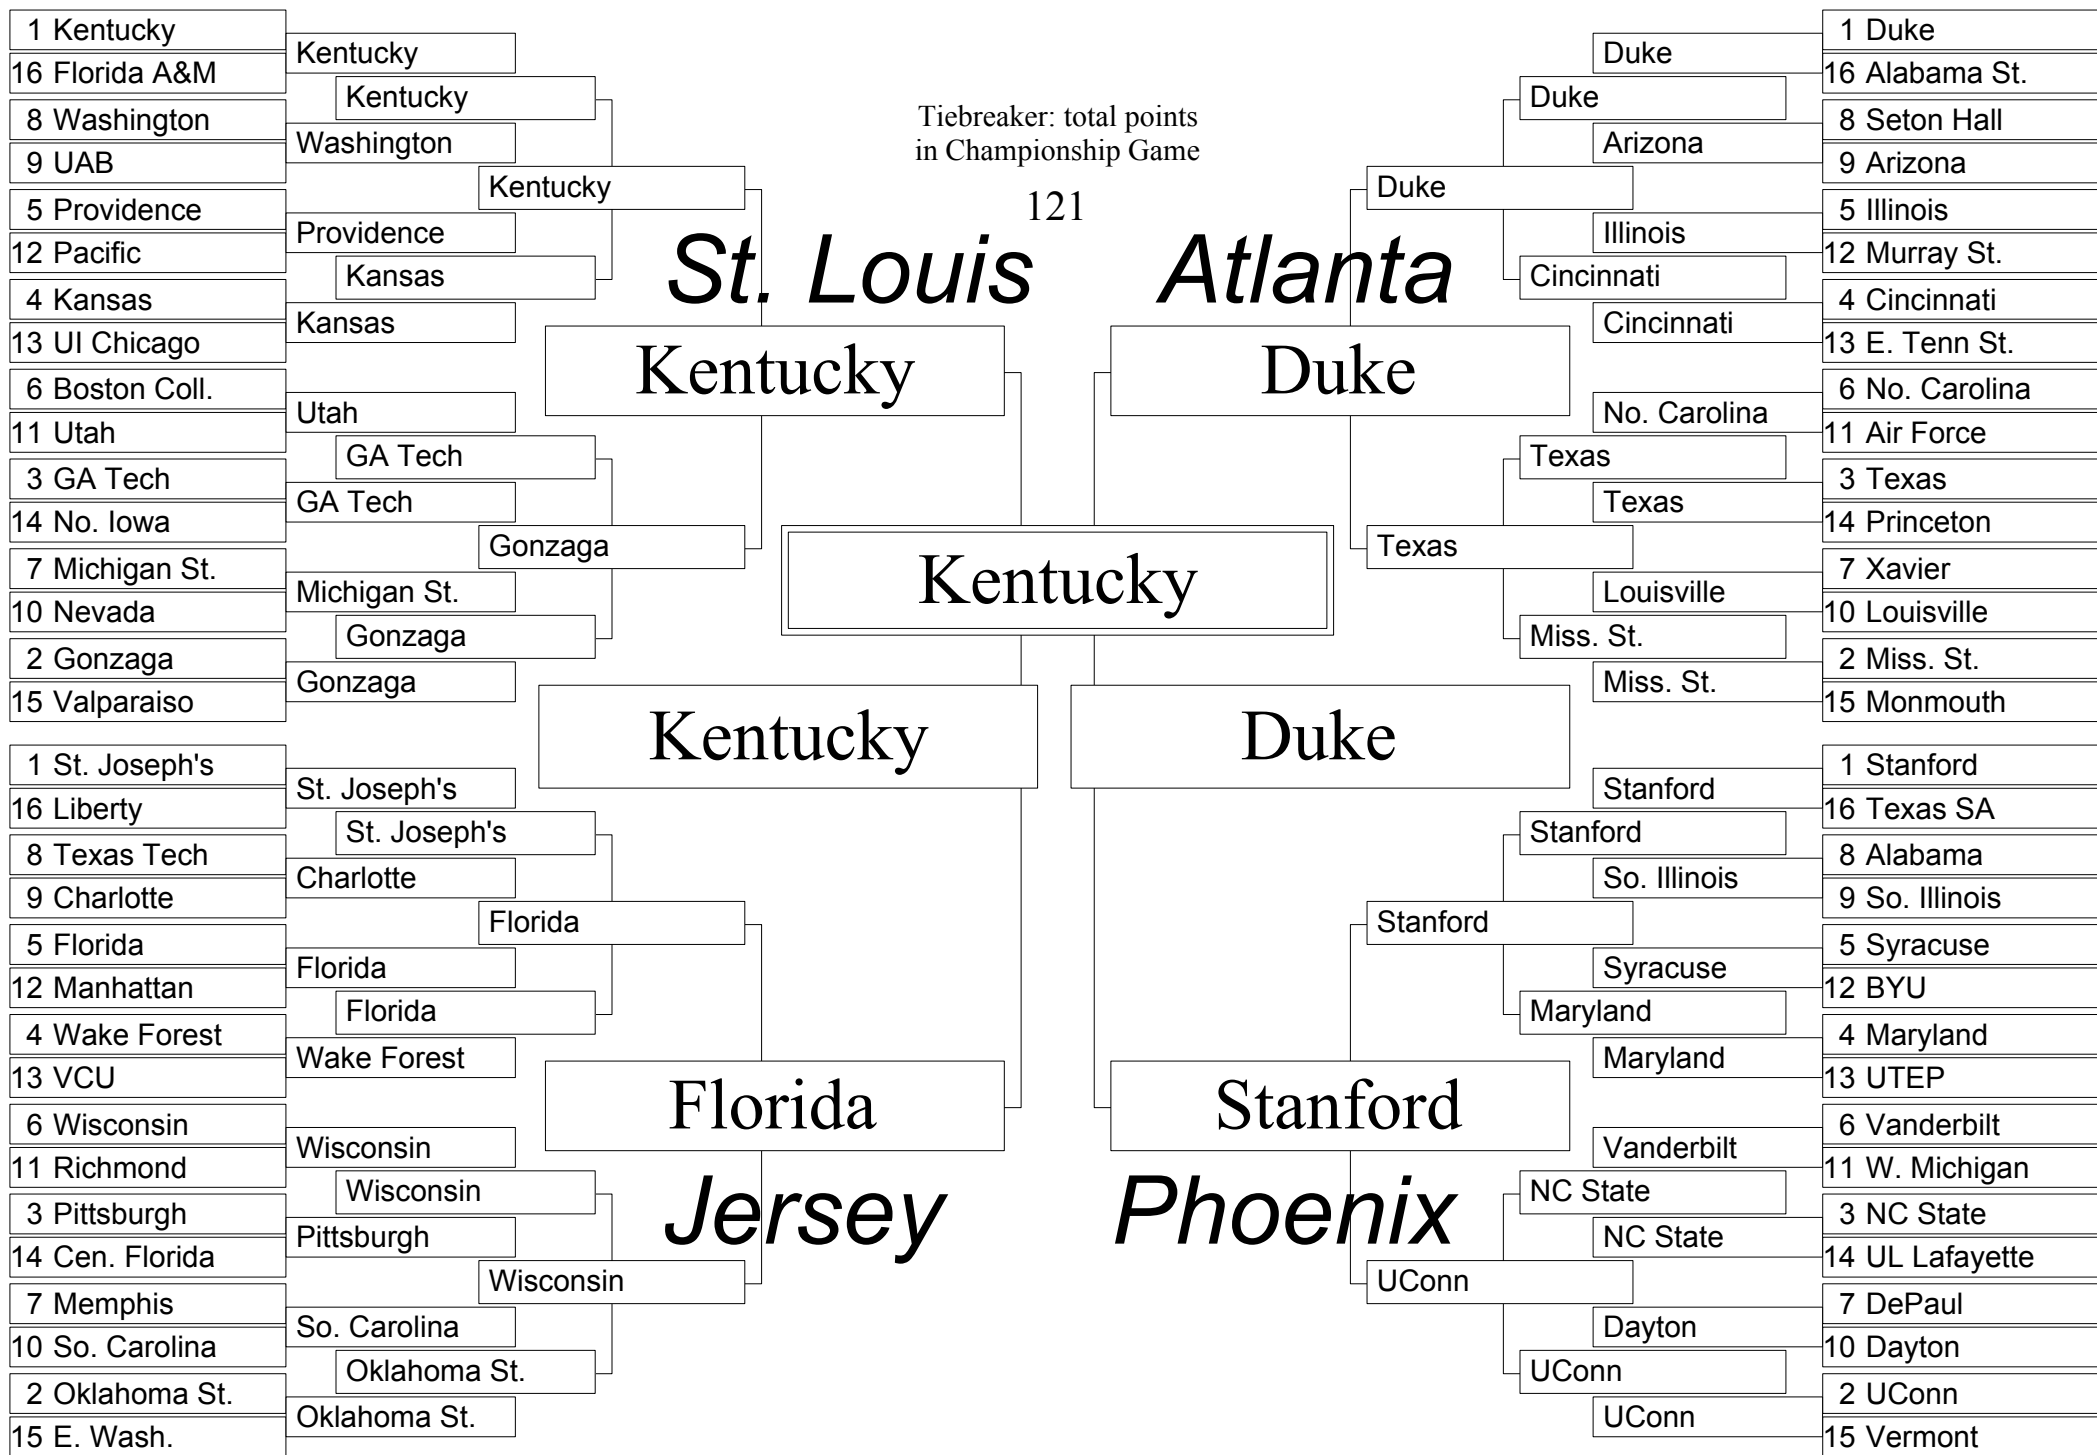 1 Kentucky
16 Florida A&M
8 Washington
9 UAB
5 Providence
12 Pacific
4 Kansas
13 UI Chicago
6 Boston Coll.
11 Utah
3 GA Tech
14 No. Iowa
7 Michigan St.
10 Nevada
2 Gonzaga
15 Valparaiso
1 St. Joseph's
16 Liberty
8 Texas Tech
9 Charlotte
5 Florida
12 Manhattan
4 Wake Forest
13 VCU
6 Wisconsin
11 Richmond
3 Pittsburgh
14 Cen. Florida
7 Memphis
10 So. Carolina
2 Oklahoma St.
15 E. Wash.
Kentucky
Washington
Providence
Kansas
Utah
GA Tech
Michigan St.
Gonzaga
St. Joseph's
Charlotte
Florida
Wake Forest
Wisconsin
Pittsburgh
So. Carolina
Oklahoma St.
Kentucky
Kansas
GA Tech
Gonzaga
St. Joseph's
Florida
Wisconsin
Oklahoma St.
Kentucky
Gonzaga
Florida
Wisconsin
Tiebreaker: total points
in Championship Game
121
St. Louis
Atlanta
Kentucky
Duke
Kentucky
Kentucky
Duke
Florida
Stanford
Jersey
Phoenix
Duke
Texas
Stanford
UConn
Duke
Cincinnati
Texas
Miss. St.
Stanford
Maryland
NC State
UConn
Duke
Arizona
Illinois
Cincinnati
No. Carolina
Texas
Louisville
Miss. St.
Stanford
So. Illinois
Syracuse
Maryland
Vanderbilt
NC State
Dayton
UConn
1 Duke
16 Alabama St.
8 Seton Hall
9 Arizona
5 Illinois
12 Murray St.
4 Cincinnati
13 E. Tenn St.
6 No. Carolina
11 Air Force
3 Texas
14 Princeton
7 Xavier
10 Louisville
2 Miss. St.
15 Monmouth
1 Stanford
16 Texas SA
8 Alabama
9 So. Illinois
5 Syracuse
12 BYU
4 Maryland
13 UTEP
6 Vanderbilt
11 W. Michigan
3 NC State
14 UL Lafayette
7 DePaul
10 Dayton
2 UConn
15 Vermont